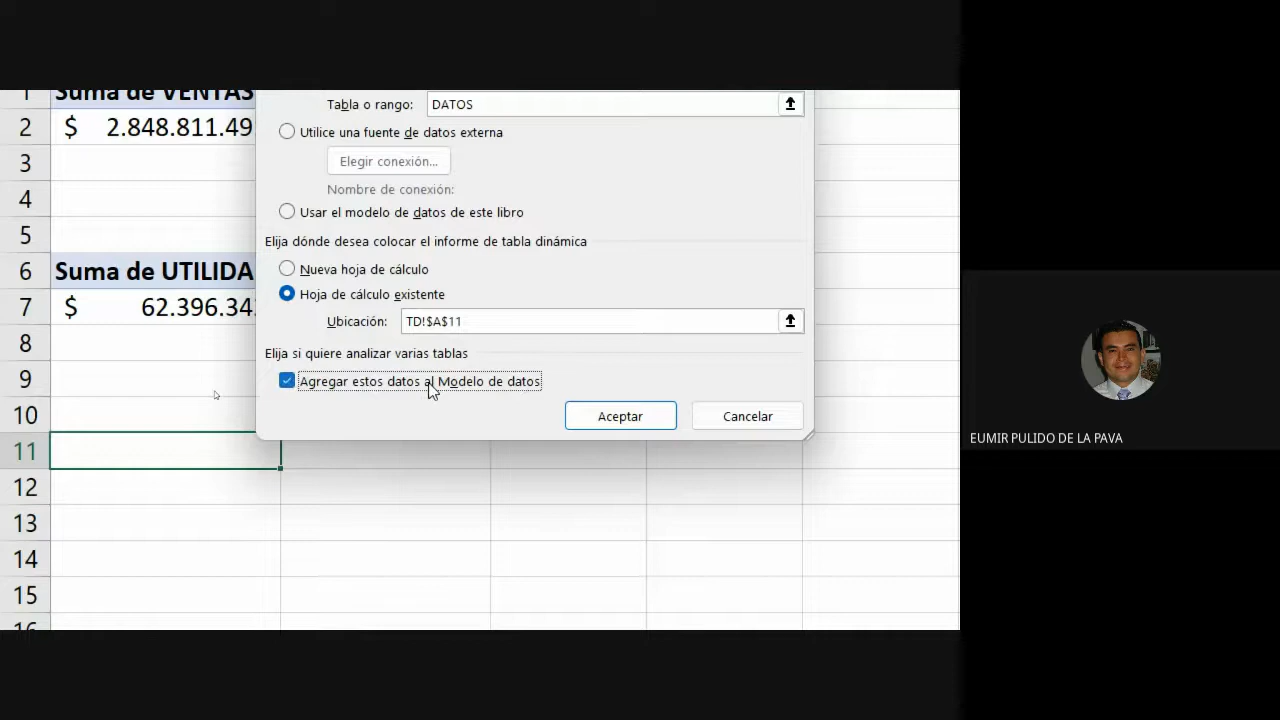 1 Suma de VENTAS
Tabla o rango: DATOS
2 $ 2.848.811.49
Utilice una fuente de datos externa
3 Elegir conexión...
Nombre de conexión:
4 Usar el modelo de datos de este libro
5 Elija dónde desea colocar el informe de tabla dinámica
6 Suma de UTILIDA
Nueva hoja de cálculo
Hoja de cálculo existente
7 $ 62.396.34
Ubicación: TD!$A$11
8 Elija si quiere analizar varias tablas
9 Agregar estos datos al Modelo de datos
10 Aceptar Cancelar
EUMIR PULIDO DE LA PAVA
11
12
13
14
15
16